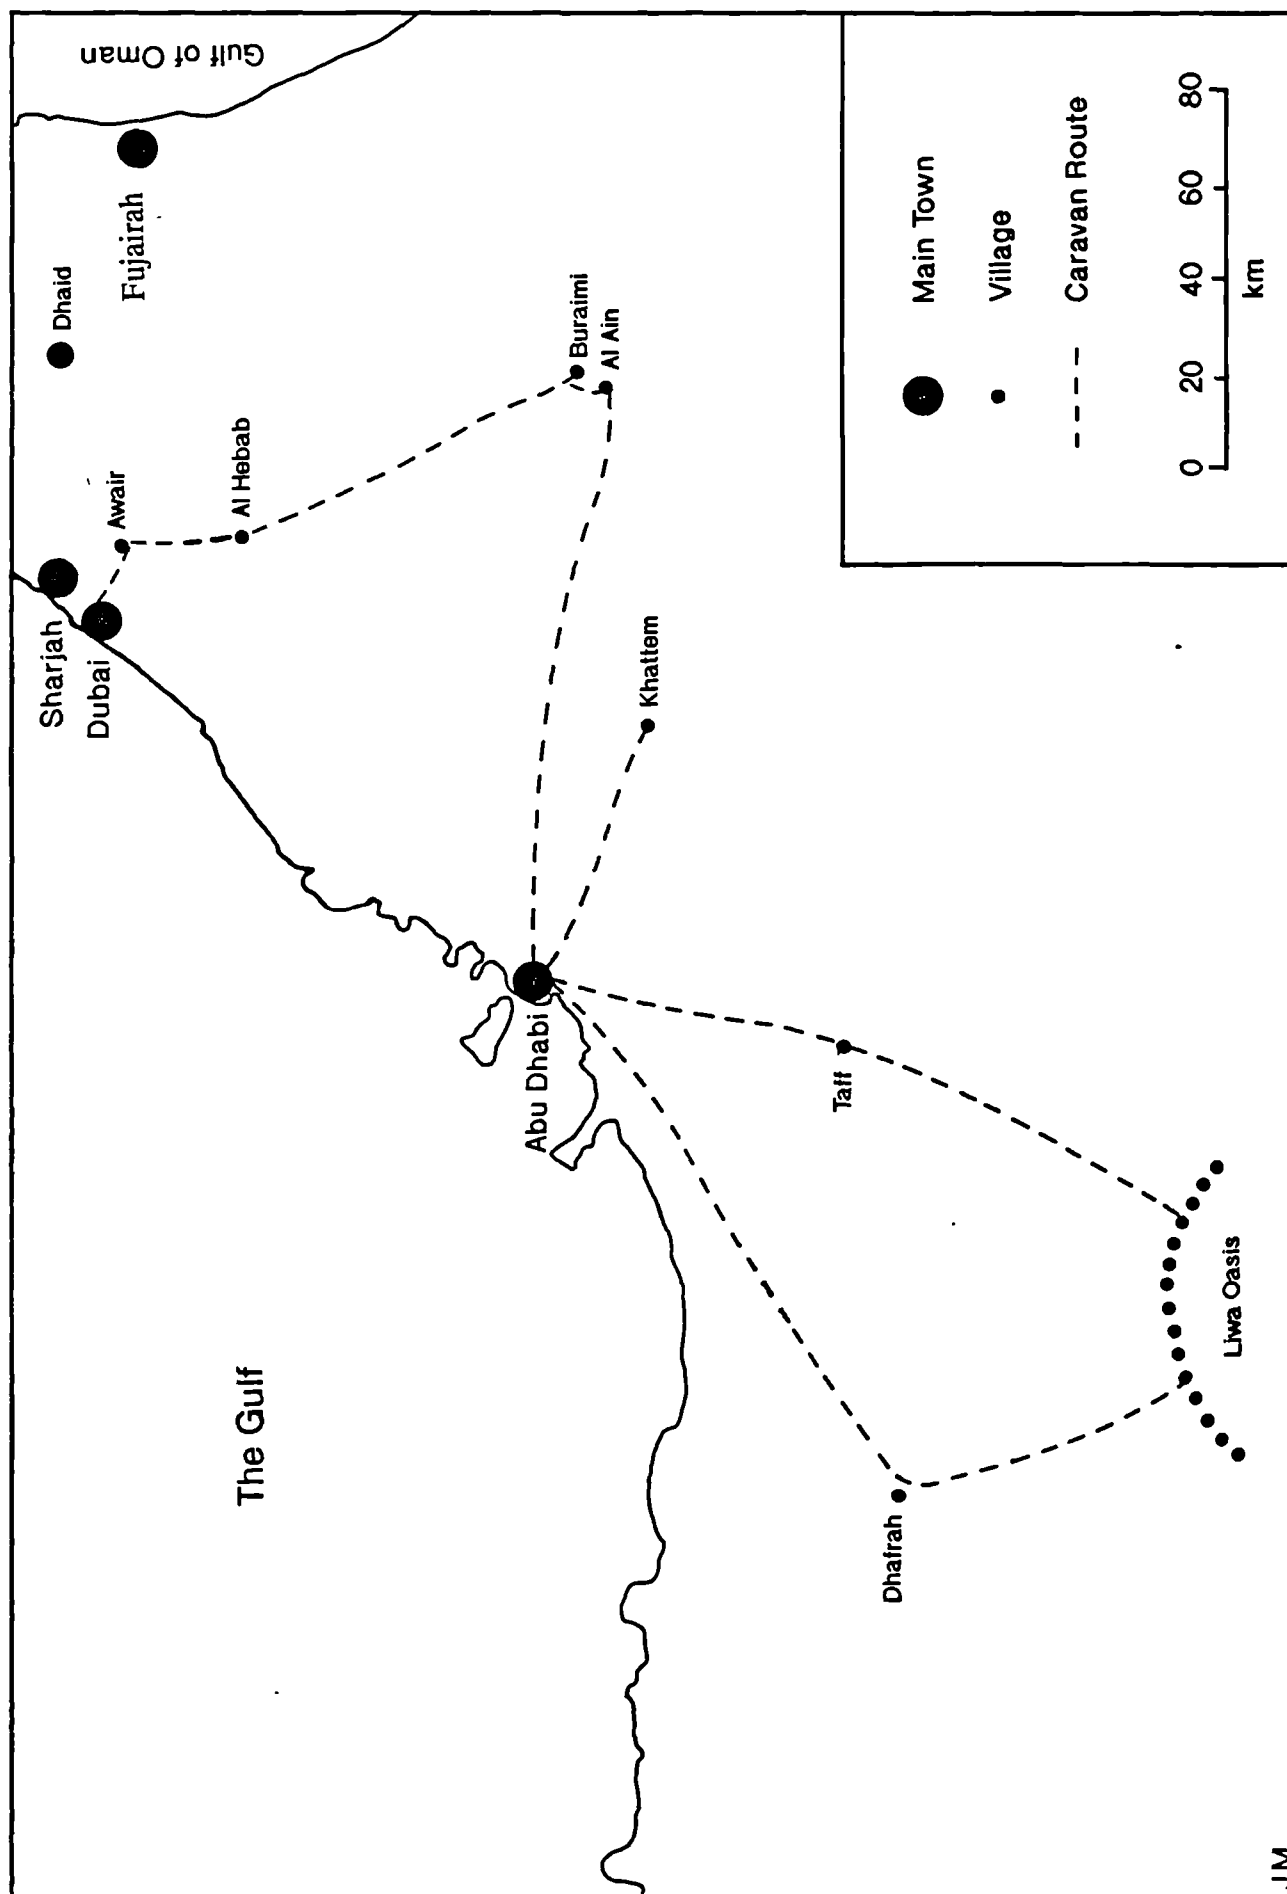 Gulf of Oman
Dhaid
Fujairah
Sharjah
Dubai
Awair
Al Hebab
Buraimi
Al Ain
Khattem
Abu Dhabi
The Gulf
Taff
Dhafrah
Liwa Oasis
Main Town
Village
Caravan Route
0 20 40 60 80
km